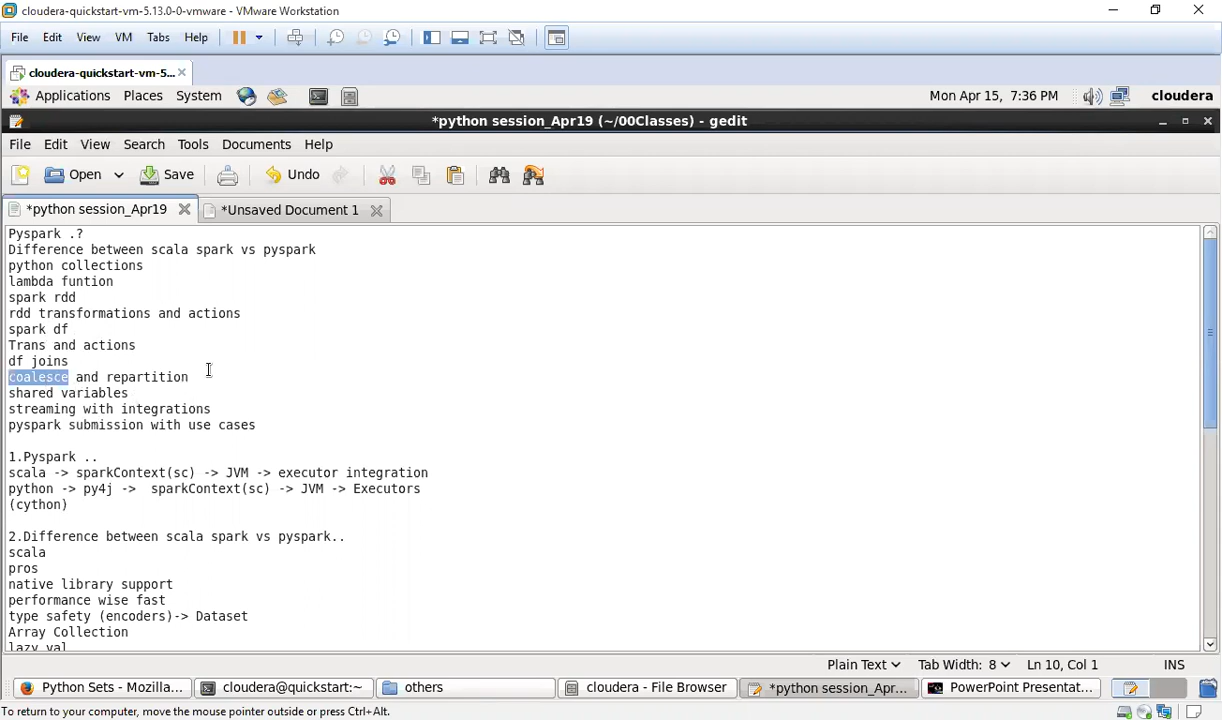 cloudera-quickstart-vm-5.13.0-0-vmware - VMware Workstation
File Edit View VM Tabs Help
cloudera-quickstart-vm-5...
Applications Places System Mon Apr 15, 7:36 PM cloudera
*python session_Apr19 (~/00Classes) - gedit
File Edit View Search Tools Documents Help
Open Save Undo
*python session_Apr19 *Unsaved Document 1
Pyspark .?
Difference between scala spark vs pyspark
python collections
lambda funtion
spark rdd
rdd transformations and actions
spark df
Trans and actions
df joins
coalesce and repartition
shared variables
streaming with integrations
pyspark submission with use cases
1.Pyspark ..
scala -> sparkContext(sc) -> JVM -> executor integration
python -> py4j ->  sparkContext(sc) -> JVM -> Executors
(cython)
2.Difference between scala spark vs pyspark..
scala
pros
native library support
performance wise fast
type safety (encoders)-> Dataset
Array Collection
lazy val
Plain Text Tab Width: 8 Ln 10, Col 1 INS
Python Sets - Mozilla... cloudera@quickstart:~ others cloudera - File Browser *python session_Apr... PowerPoint Presentat...
To return to your computer, move the mouse pointer outside or press Ctrl+Alt.